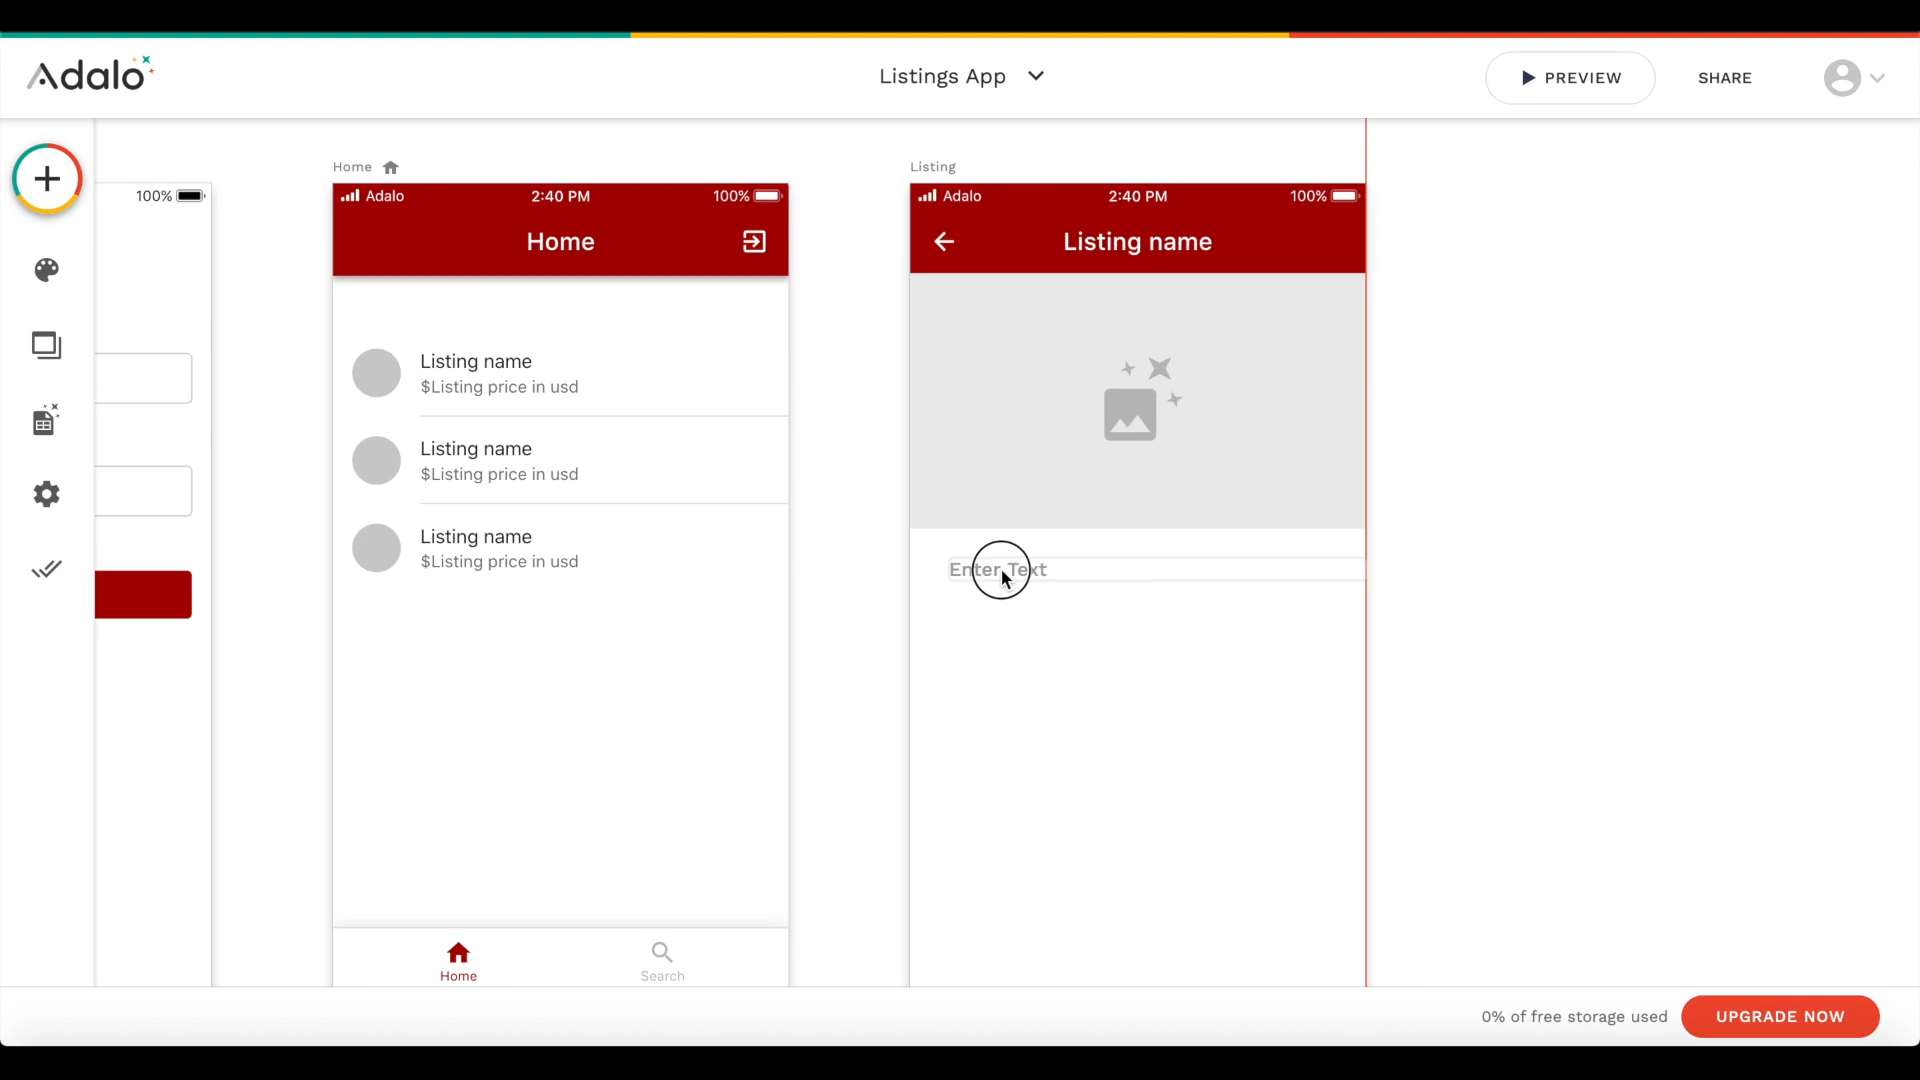 Adalo
Listings App
PREVIEW
SHARE
100%
Home
Adalo
2:40 PM
100%
Home
Listing name
$Listing price in usd
Listing name
$Listing price in usd
Listing name
$Listing price in usd
Home
Search
Listing
Adalo
2:40 PM
100%
Listing name
Enter Text
0% of free storage used
UPGRADE NOW